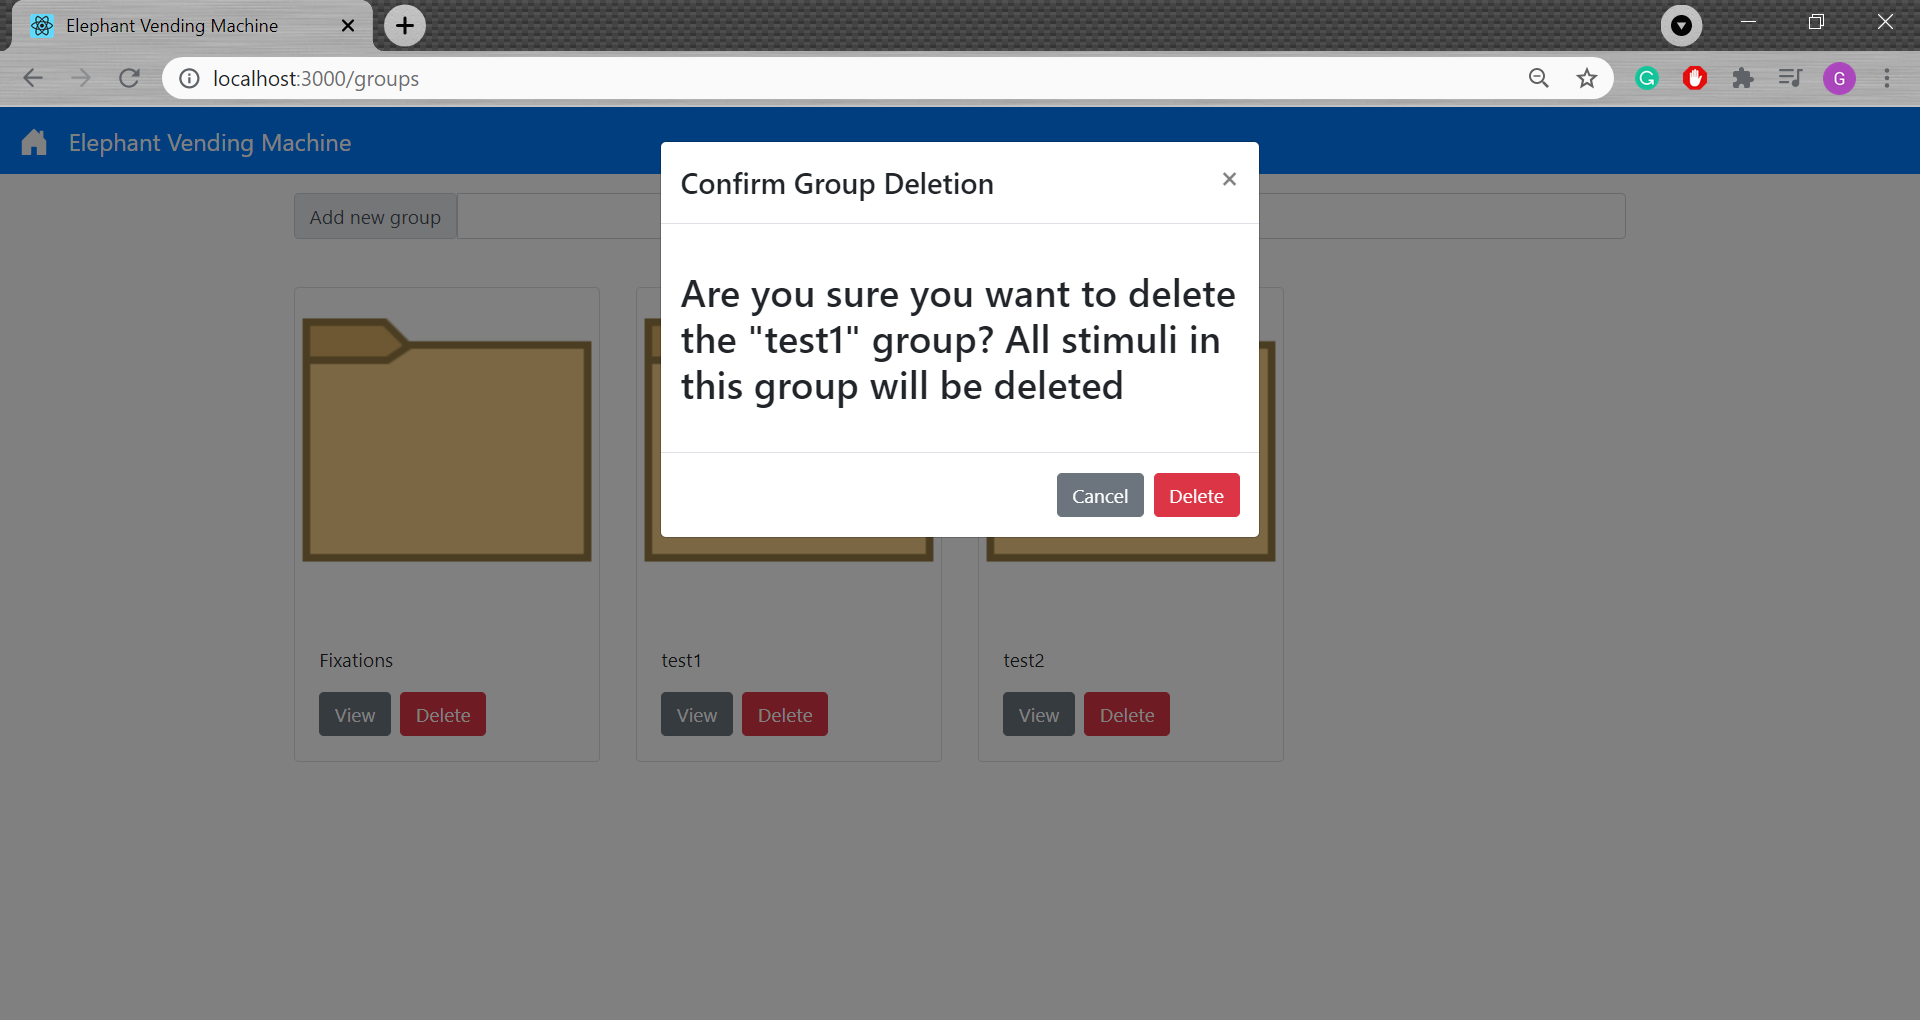 Elephant Vending Machine
localhost:3000/groups
G
Elephant Vending Machine
Confirm Group Deletion
Add new group
Are you sure you want to delete
the "test1" group? All stimuli in
this group will be deleted
Cancel Delete
Fixations
View Delete
test1
View Delete
test2
View Delete